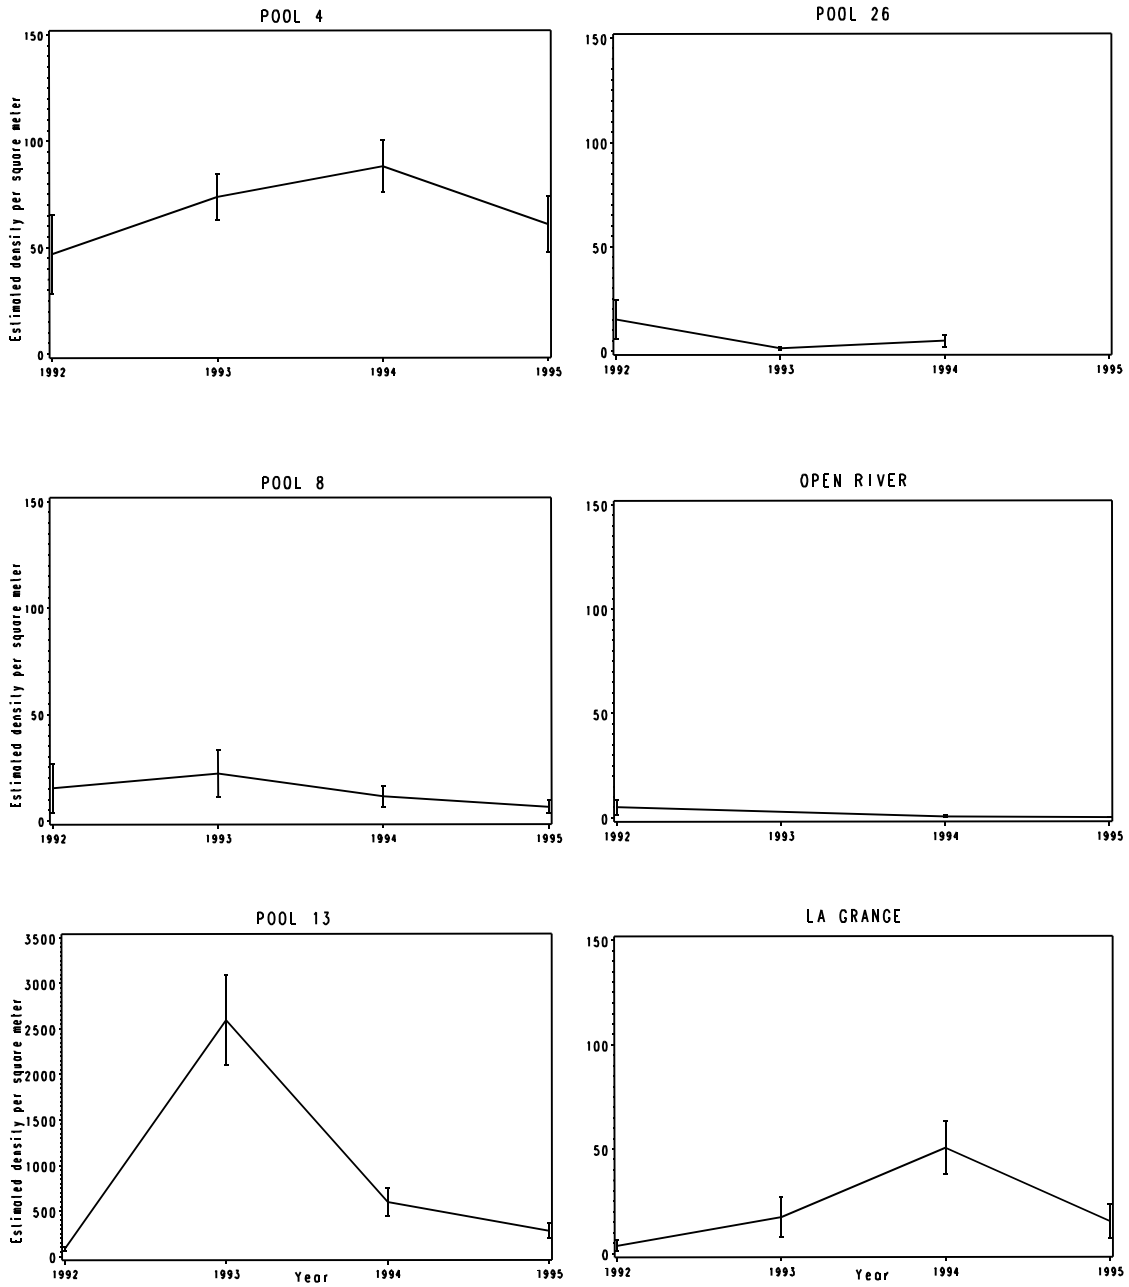 POOL 4
150
100
50
0
Estimated density per square meter
1992 1993 1994 1995
POOL 26
150
100
50
0
1992 1993 1994 1995
POOL 8
150
100
50
0
Estimated density per square meter
1992 1993 1994 1995
OPEN RIVER
150
100
50
0
1992 1993 1994 1995
POOL 13
3500
3000
2500
2000
1500
1000
500
0
Estimated density per square meter
1992 1993 1994 1995
Year
LA GRANGE
150
100
50
0
1992 1993 1994 1995
Year